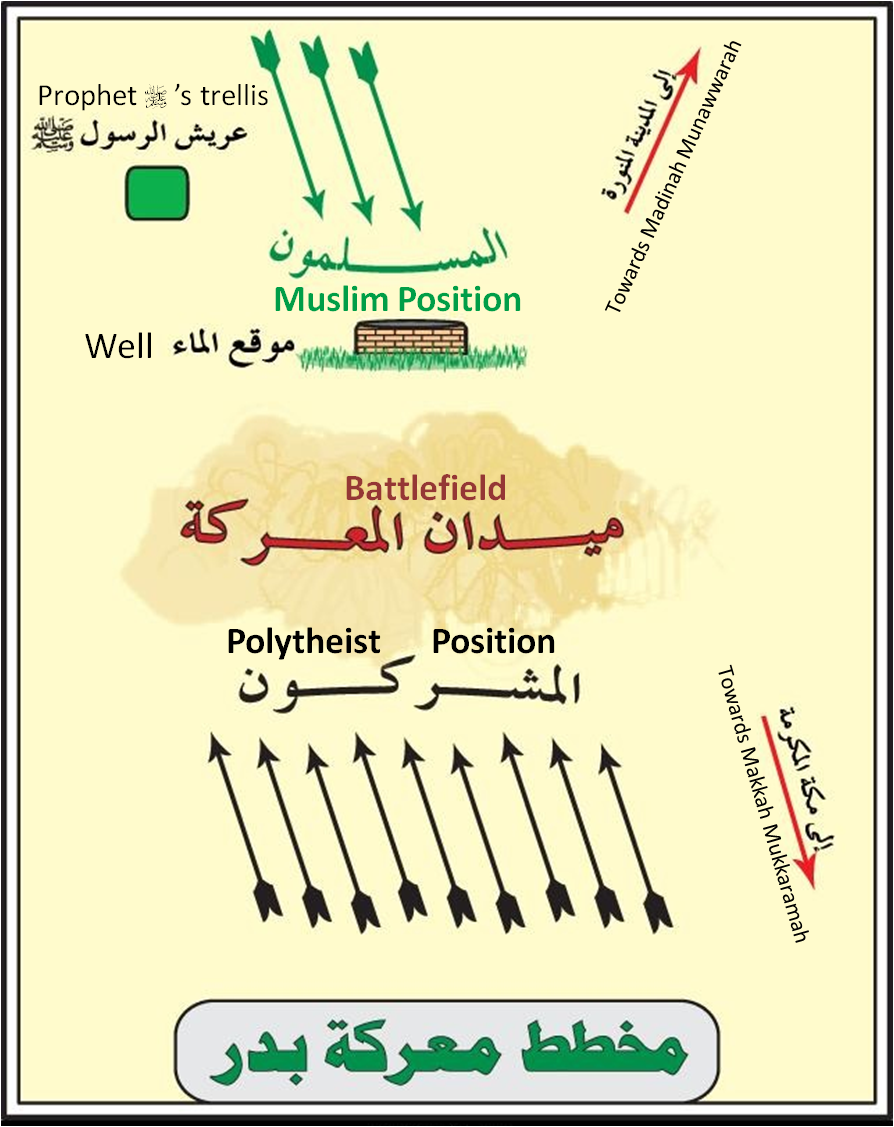 Prophet ﷺ ’s trellis
عريش الرسول ﷺ
إلى المدينة المنورة
Towards Madinah Munawwarah
المسلمون
Muslim Position
Well موقع الماء
Battlefield
ميدان المعركة
Polytheist Position
المشركون
إلى مكة المكرمة
Towards Makkah Mukkaramah
مخطط معركة بدر